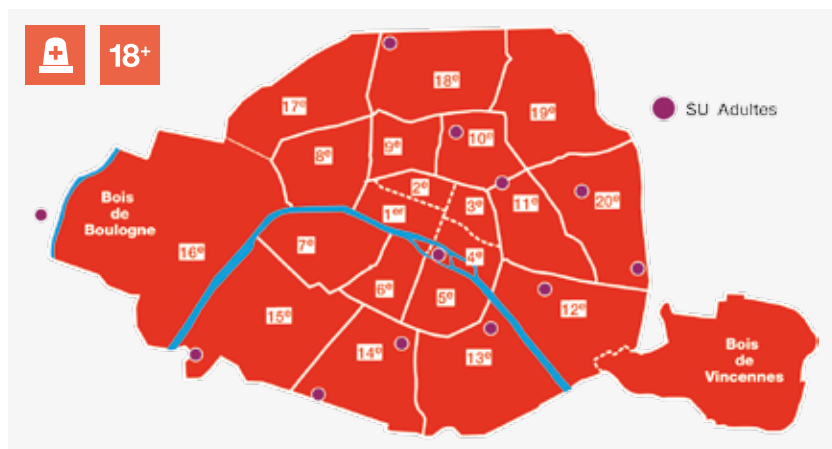 18+
18e
17e
19e
SU Adultes
10e
9e
8e
2e
3e
20e
11e
1er
Bois
de
Boulogne
16e
7e
4e
6e
5e
12e
15e
14e
13e
Bois
de
Vincennes